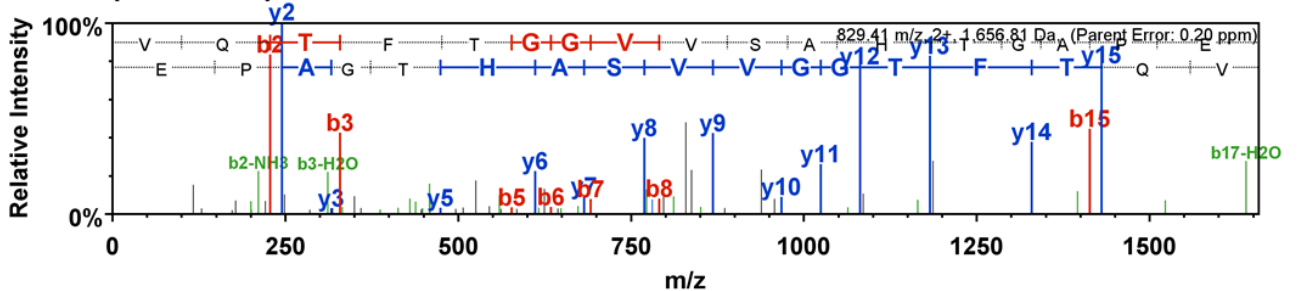 y2
100%
829.41 m/z, 2+, 1,656.81 Da, (Parent Error: 0.20 ppm)
V Q T F T G G V V S A H T G A P E
b2
y12 y13 y15
E P A G T H A S V V G G T F T Q V
b3 y8 y9 y14 b15
b2-NH3 b3-H2O y6 y11 b17-H2O
y3 y5 b5 b6 y7 b7 b8 y10
0%
0 250 500 750 1000 1250 1500
m/z
Relative Intensity